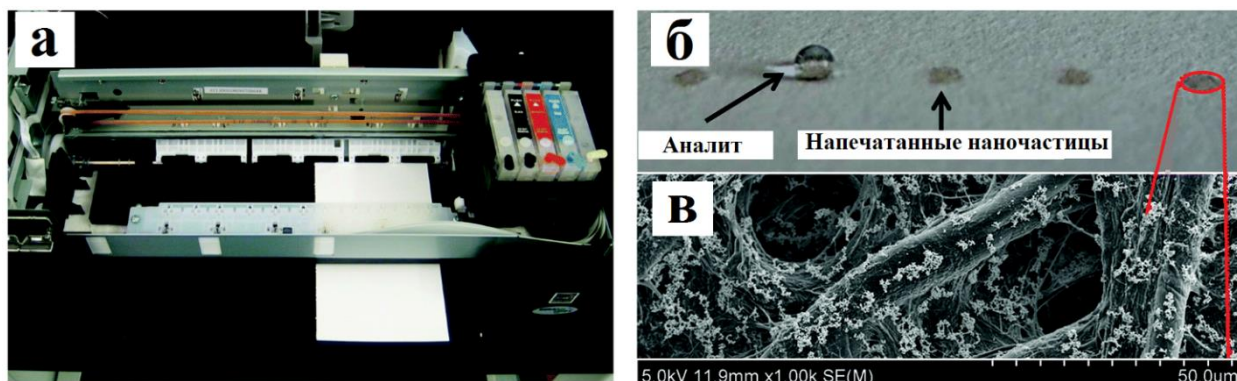 а
б
Аналит
Напечатанные наночастицы
в
5.0kV 11.9mm x1.00k SE(M)
50.0um